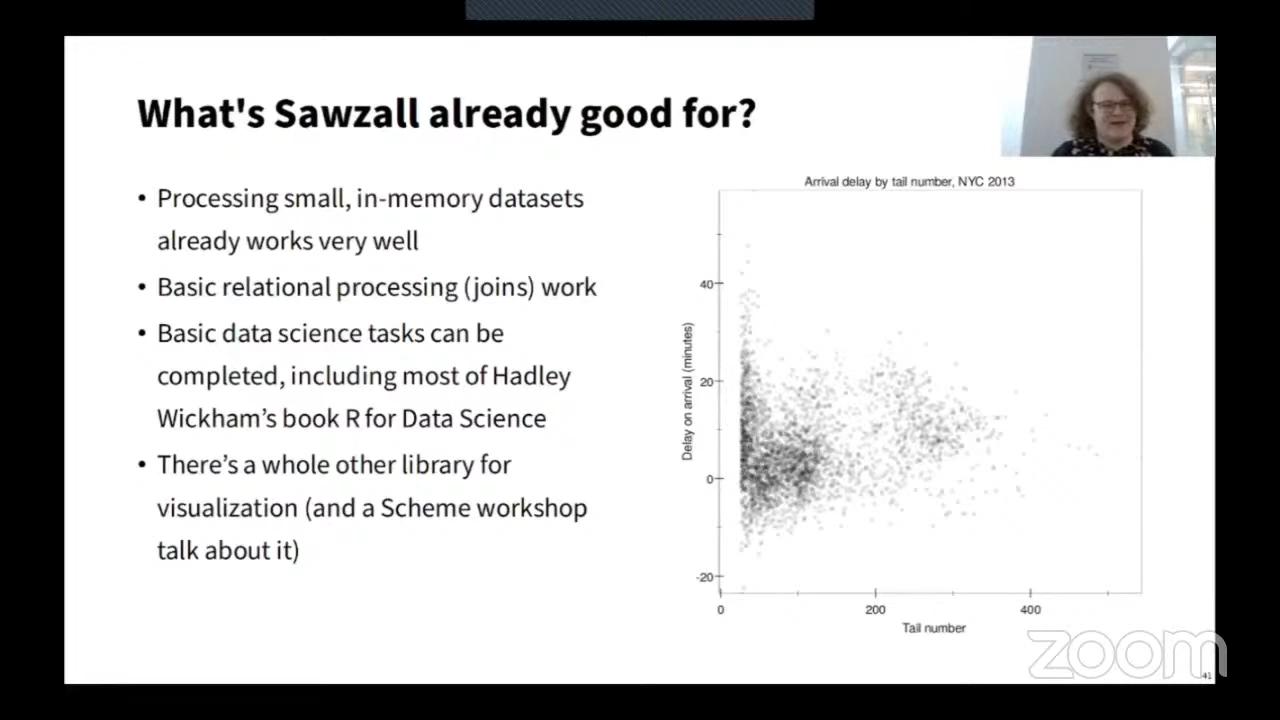 What's Sawzall already good for?
• Processing small, in-memory datasets
already works very well
• Basic relational processing (joins) work
• Basic data science tasks can be
completed, including most of Hadley
Wickham's book R for Data Science
• There's a whole other library for
visualization (and a Scheme workshop
talk about it)
Arrival delay by tail number, NYC 2013
Delay on arrival (minutes)
40
20
0
-20
0 200 400
Tail number
zoom
41